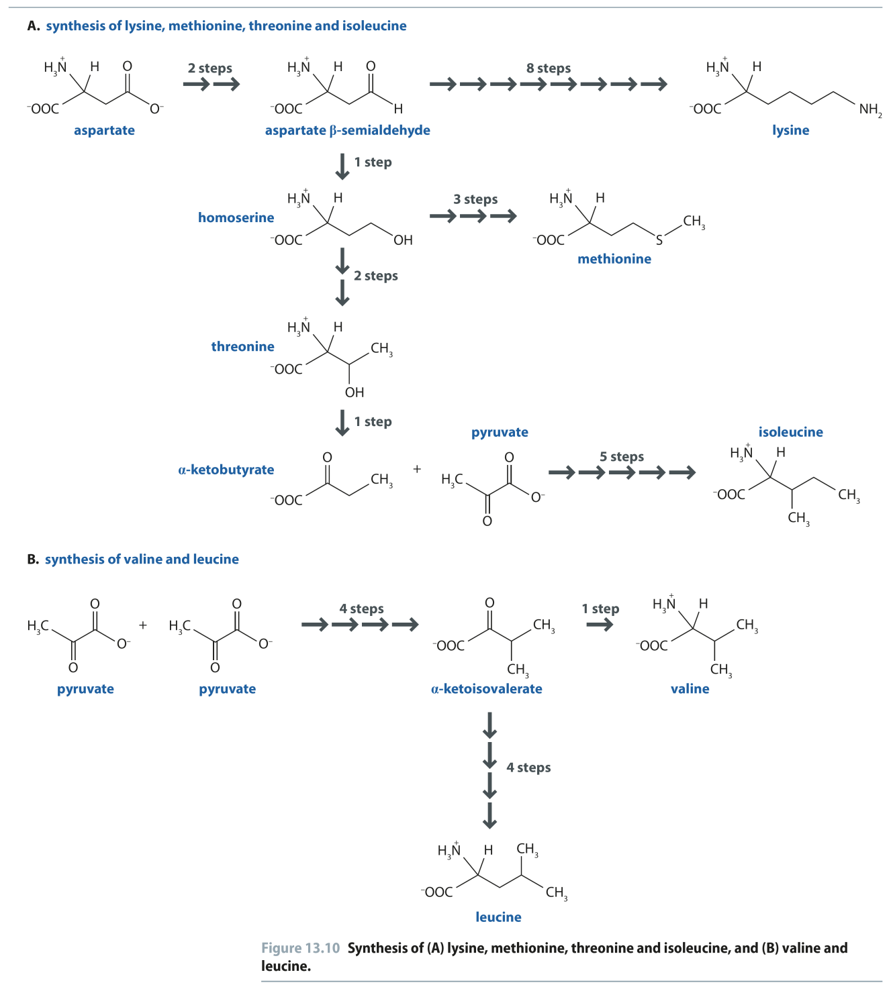 A. synthesis of lysine, methionine, threonine and isoleucine
H₃N⁺ H O 2 steps H₃N⁺ H O 8 steps H₃N⁺ H
⁻OOC O⁻ ⁻OOC H ⁻OOC NH₂
aspartate aspartate β-semialdehyde lysine
1 step
H₃N⁺ H 3 steps H₃N⁺ H
homoserine CH₃
⁻OOC OH ⁻OOC S
methionine
2 steps
H₃N⁺ H
threonine CH₃
⁻OOC
OH
1 step
pyruvate isoleucine
O O 5 steps H₃N⁺ H
α-ketobutyrate CH₃ + H₃C
⁻OOC O⁻ ⁻OOC CH₃
O CH₃
B. synthesis of valine and leucine
O O 4 steps O 1 step H₃N⁺ H
H₃C + H₃C CH₃ CH₃
O⁻ O⁻ ⁻OOC ⁻OOC
O O CH₃ CH₃
pyruvate pyruvate α-ketoisovalerate valine
4 steps
H₃N⁺ H CH₃
⁻OOC CH₃
leucine
Figure 13.10 Synthesis of (A) lysine, methionine, threonine and isoleucine, and (B) valine and
leucine.